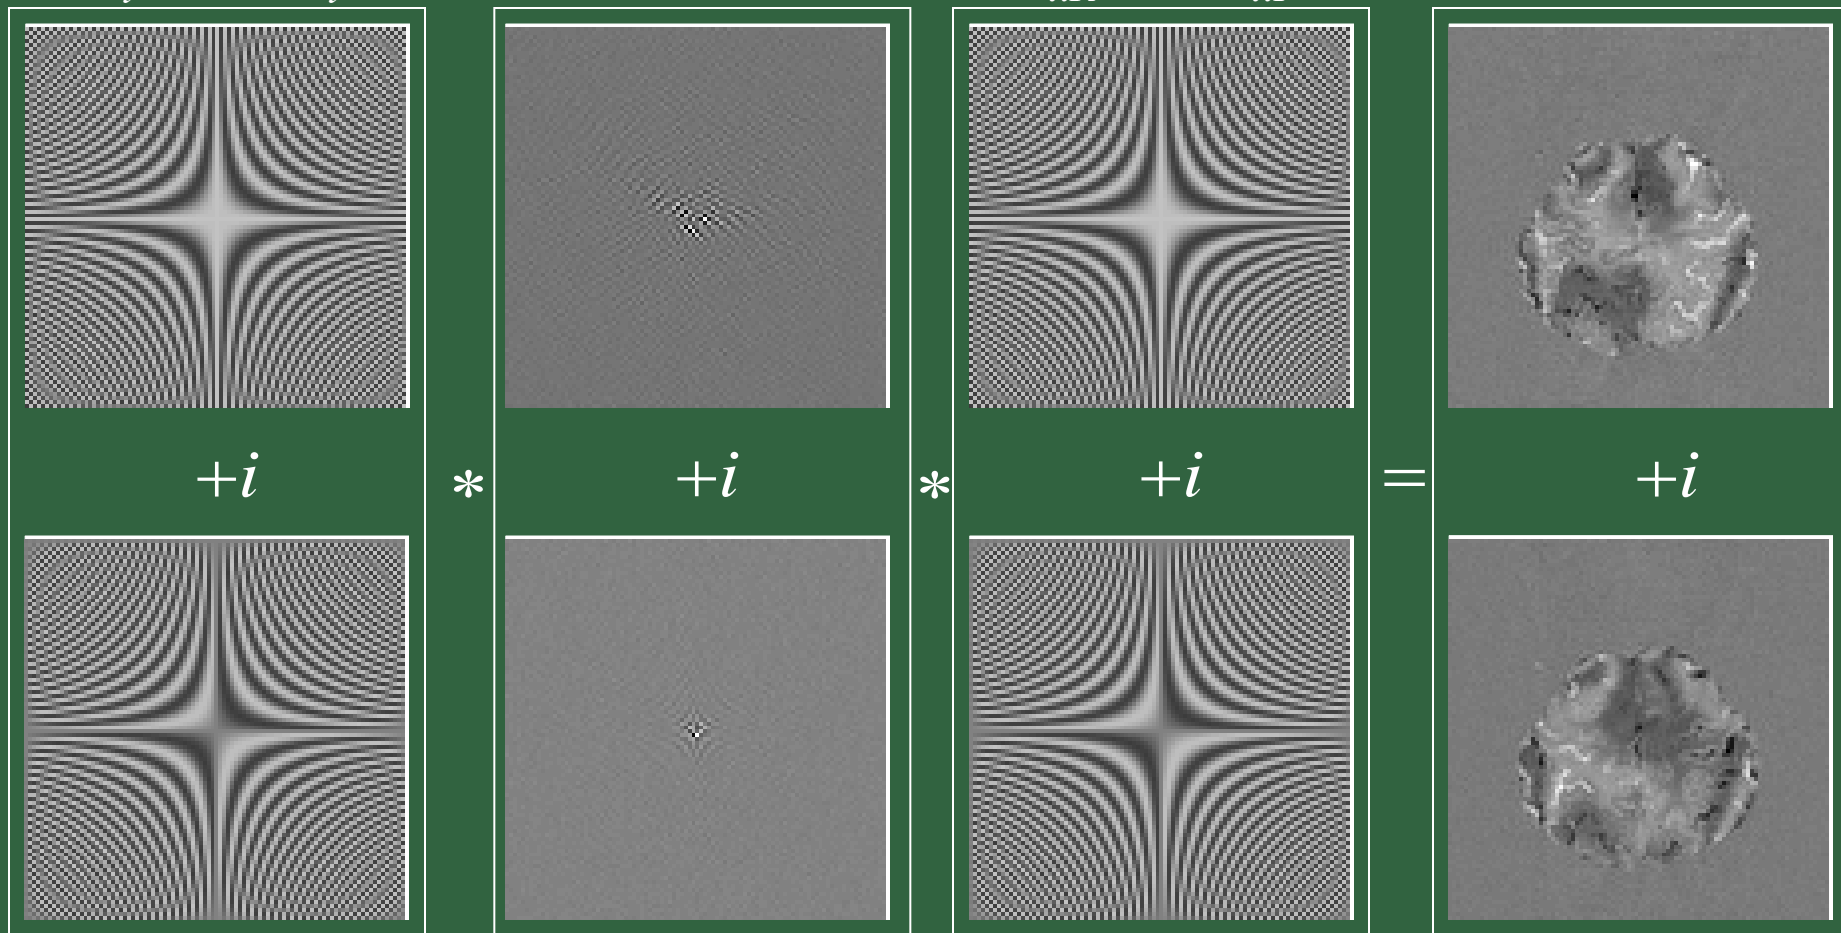 +i * +i * +i = +i